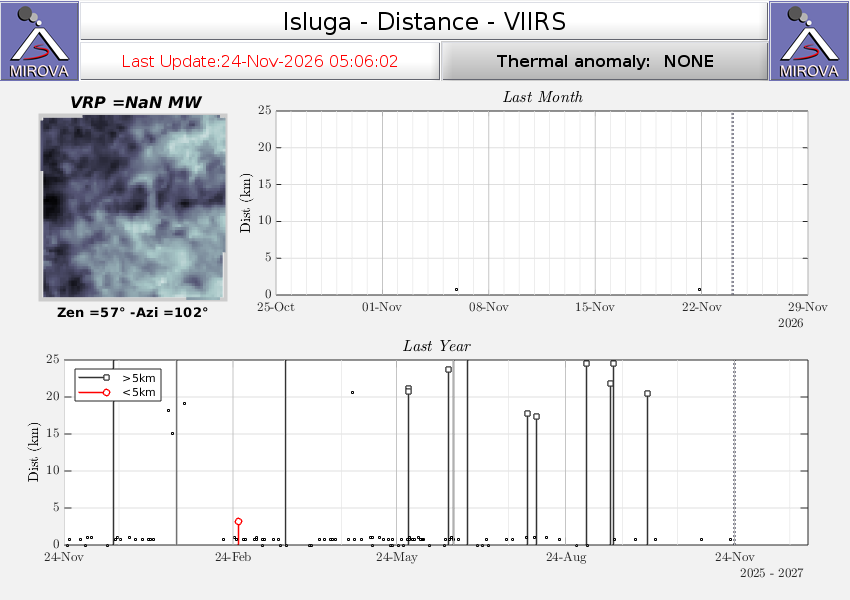 MIROVA
Isluga - Distance - VIIRS
Last Update:24-Nov-2026 05:06:02
Thermal anomaly: NONE
MIROVA
VRP =NaN MW
Zen =57° -Azi =102°
Last Month
Dist (km)
25
20
15
10
5
0
25-Oct
01-Nov
08-Nov
15-Nov
22-Nov
29-Nov
2026
Last Year
Dist (km)
25
20
15
10
5
0
>5km
<5km
24-Nov
24-Feb
24-May
24-Aug
24-Nov
2025 - 2027